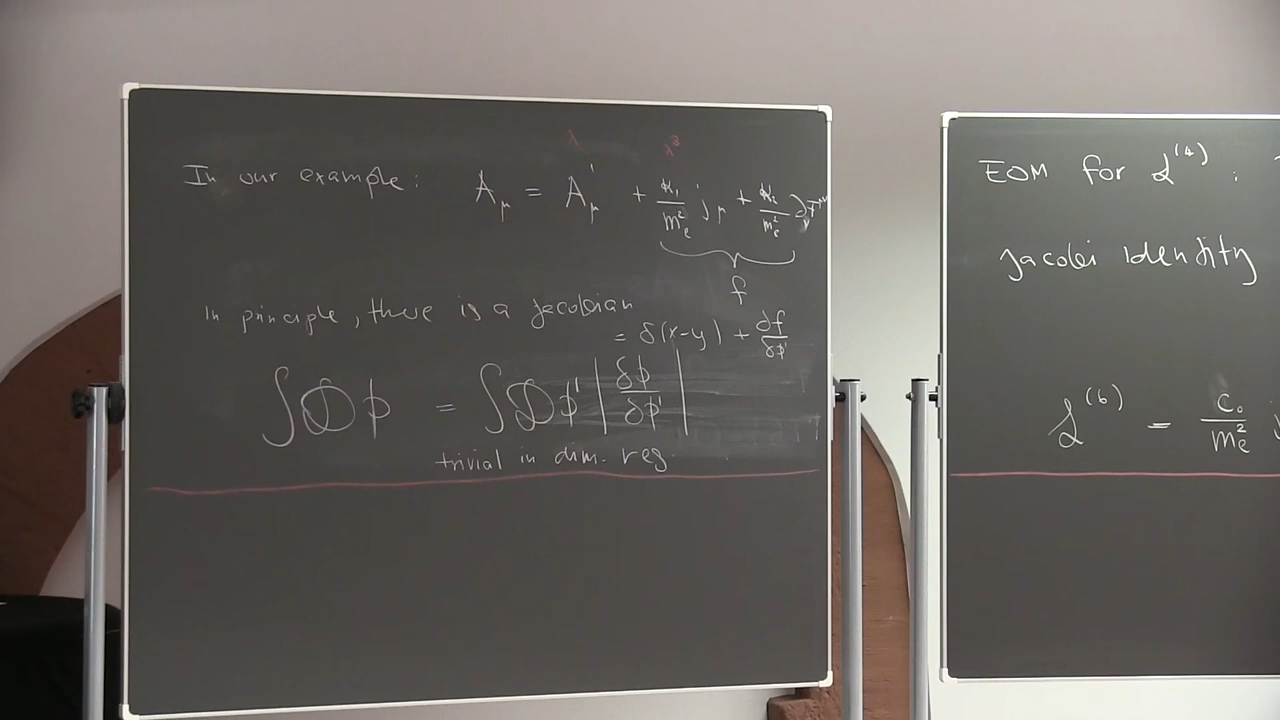 λ λ³
In our example: A_μ = A'_μ + α₁/m_e² j_μ + α₂/m_e² ∂_ν F^μν
f
In principle, there is a Jacobian
= δ(x-y) + δf/δφ'
∫Dφ = ∫Dφ' |δφ/δφ'|
trivial in dim. reg.
EOM for L^(4) :
Jacobi identity
L^(6) = C₀/m_e² j